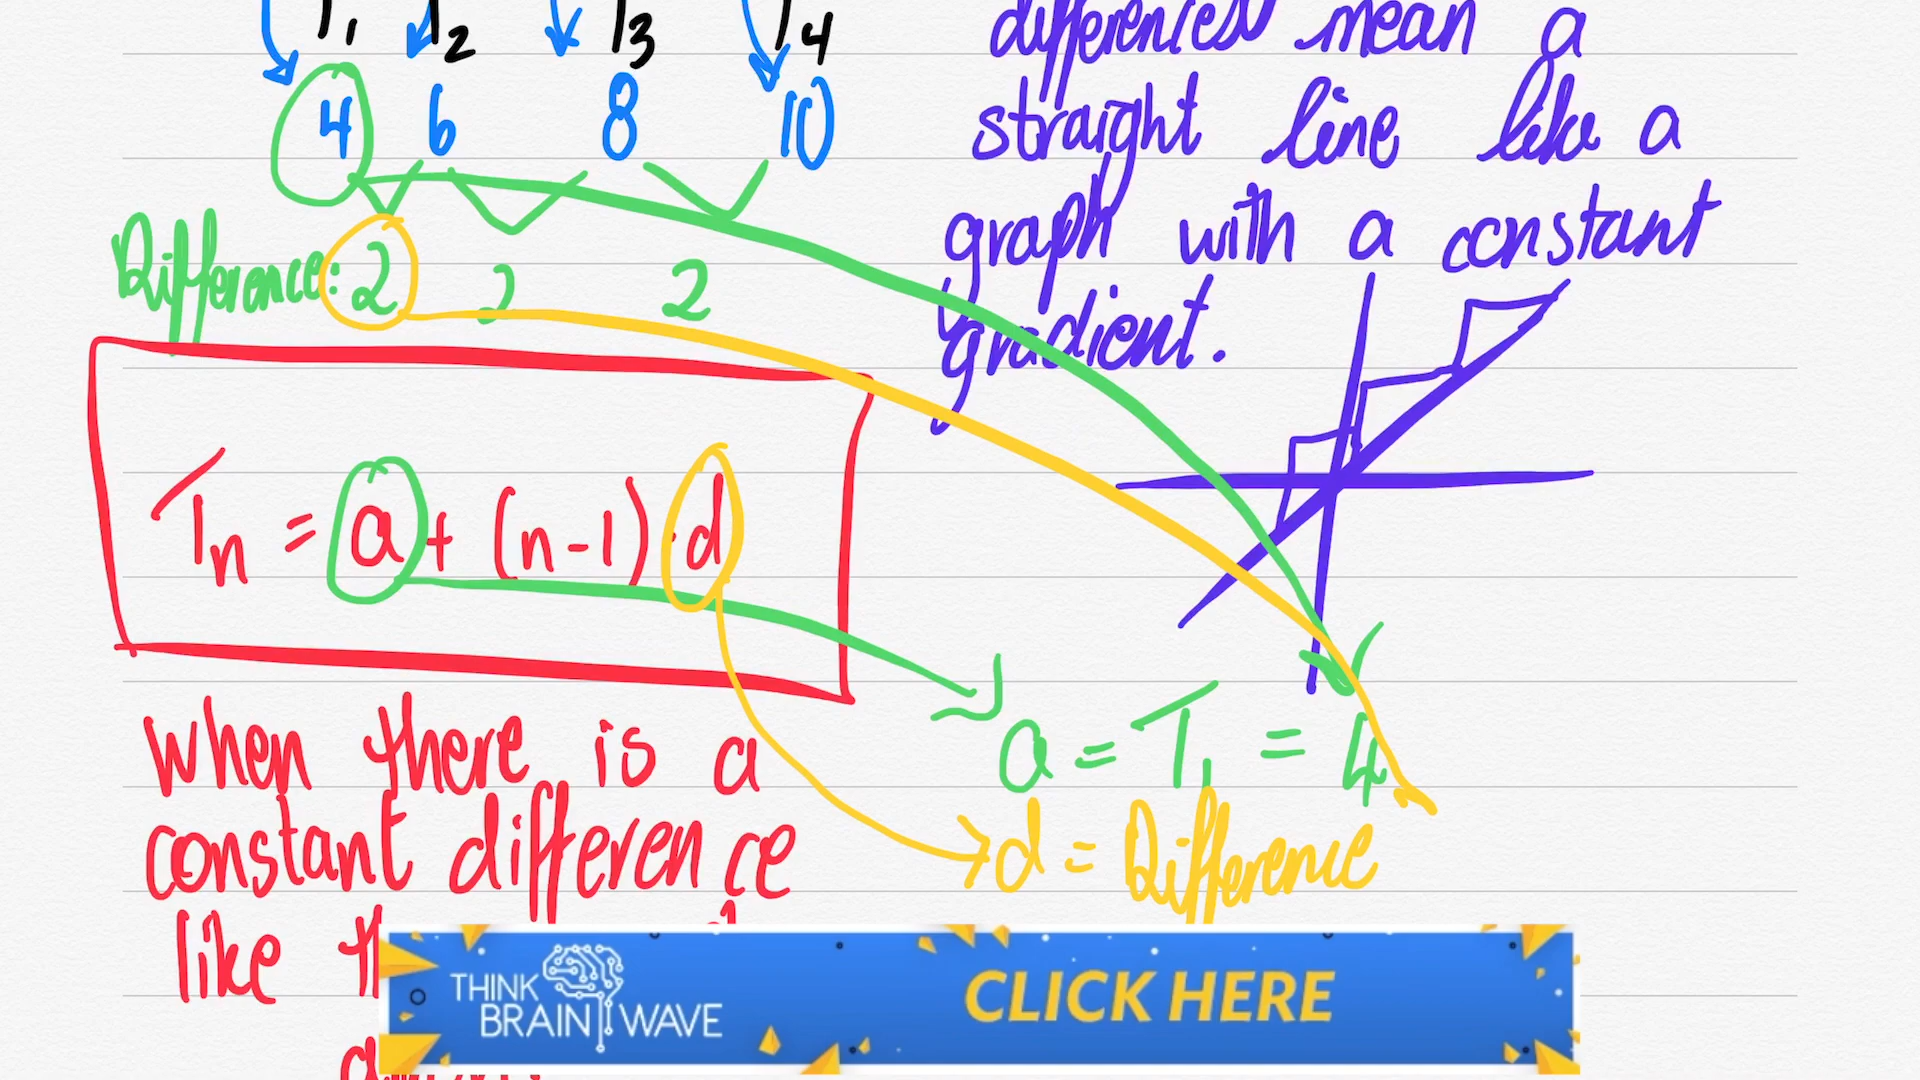 T1 T2 T3 T4
4 6 8 10
Difference: 2 2 2
differences mean a
straight line like a
graph with a constant
gradient.
Tn = a + (n-1) · d
a = T1 = 4
d = Difference
when there is a
constant difference
like
THINK
BRAIN WAVE
CLICK HERE